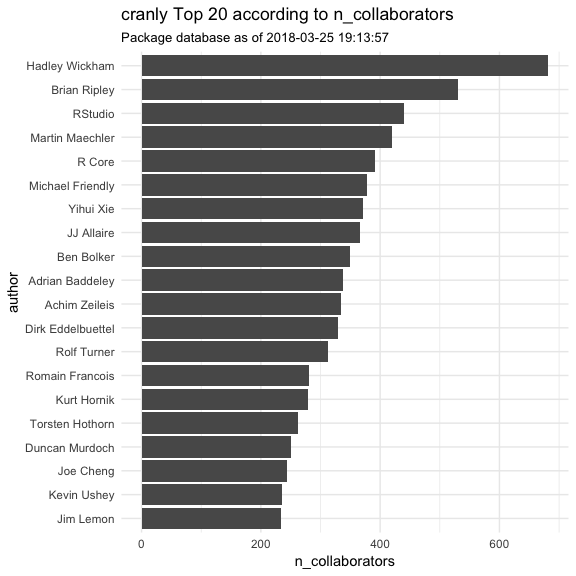 cranly Top 20 according to n_collaborators
Package database as of 2018-03-25 19:13:57
author
Hadley Wickham
Brian Ripley
RStudio
Martin Maechler
R Core
Michael Friendly
Yihui Xie
JJ Allaire
Ben Bolker
Adrian Baddeley
Achim Zeileis
Dirk Eddelbuettel
Rolf Turner
Romain Francois
Kurt Hornik
Torsten Hothorn
Duncan Murdoch
Joe Cheng
Kevin Ushey
Jim Lemon
0 200 400 600
n_collaborators